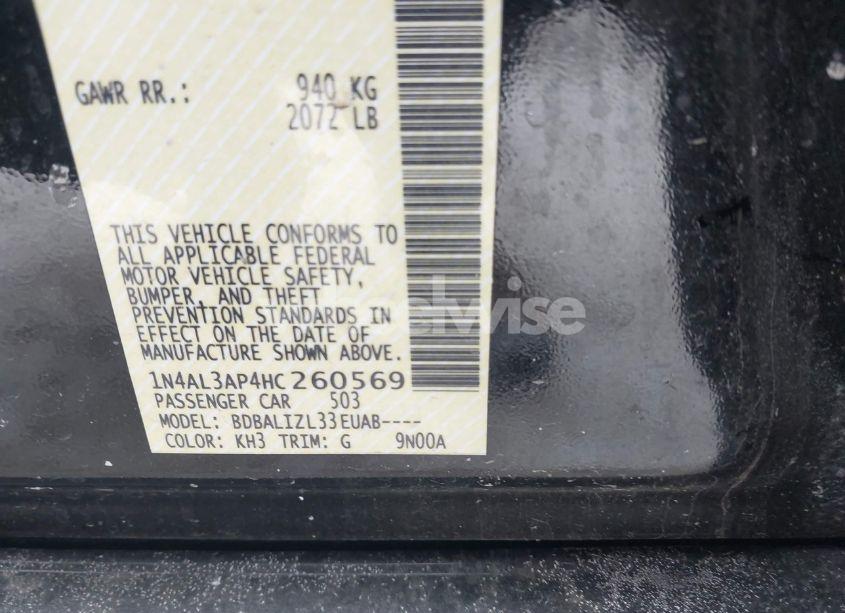 GAWR RR.: 940 KG
2072 LB
THIS VEHICLE CONFORMS TO
ALL APPLICABLE FEDERAL
MOTOR VEHICLE SAFETY,
BUMPER, AND THEFT
PREVENTION STANDARDS IN
EFFECT ON THE DATE OF
MANUFACTURE SHOWN ABOVE.
1N4AL3AP4HC260569
PASSENGER CAR 503
MODEL: BDBALIZL33EUAB----
COLOR: KH3 TRIM: G 9N00A